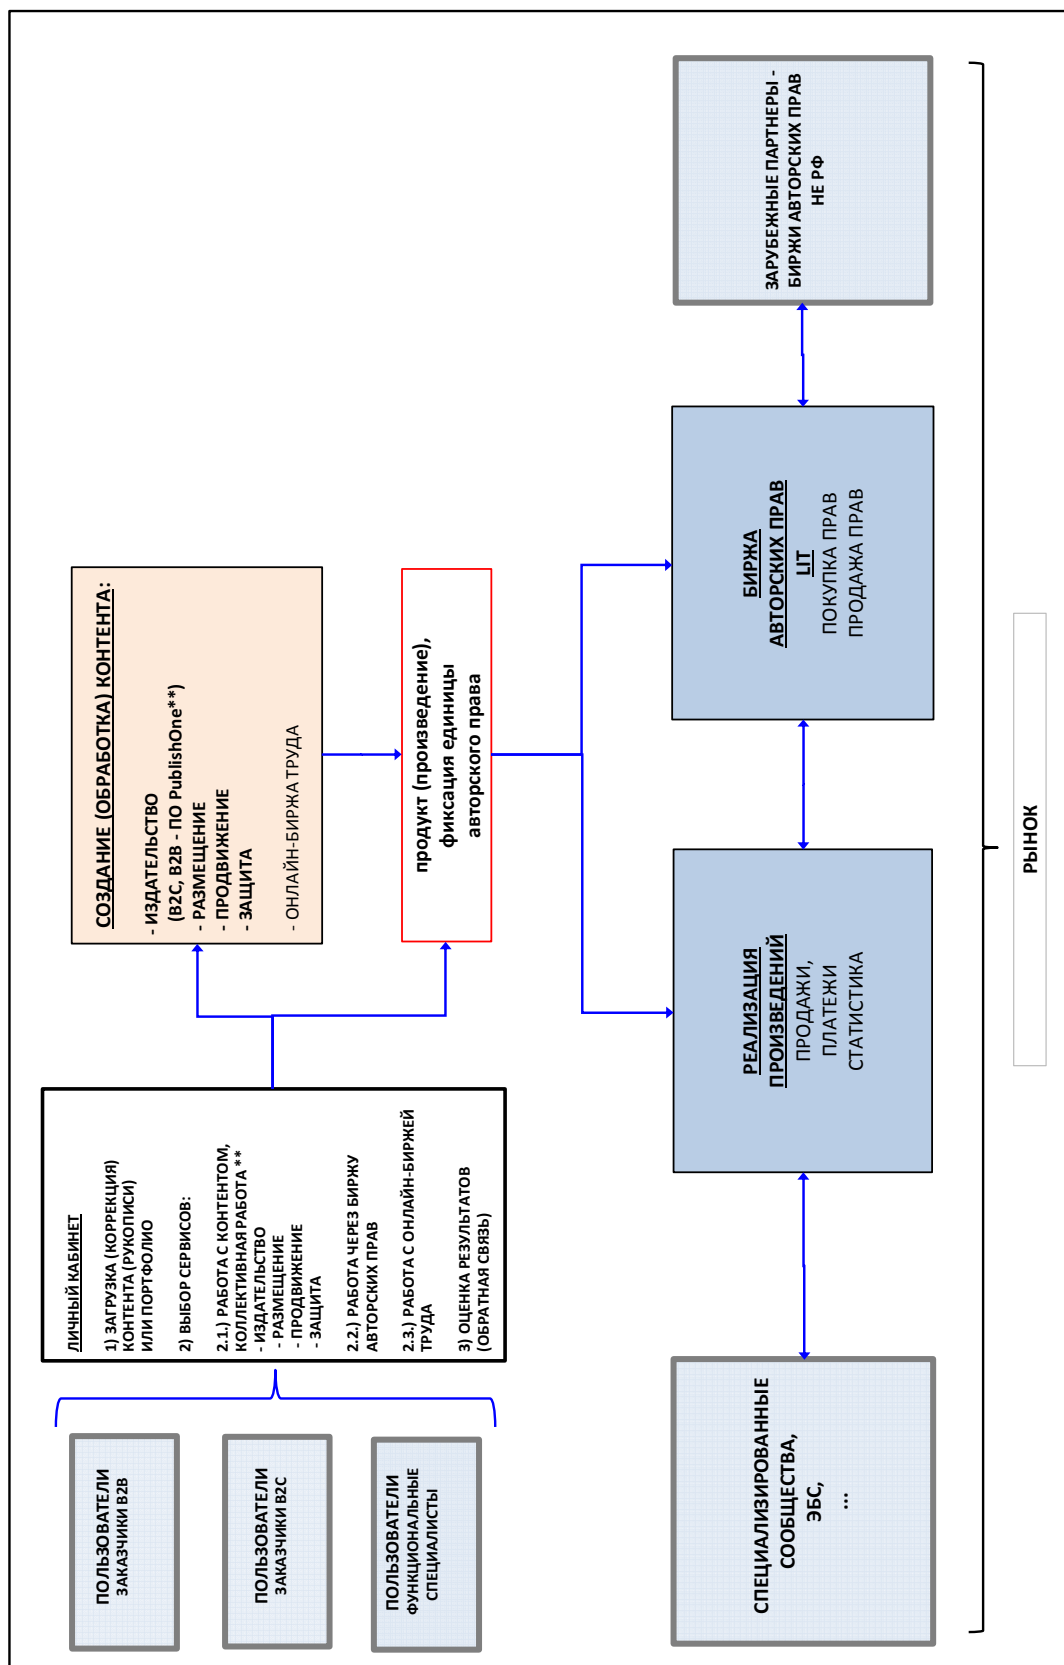 ПОЛЬЗОВАТЕЛИ
ЗАКАЗЧИКИ B2B
ПОЛЬЗОВАТЕЛИ
ЗАКАЗЧИКИ B2C
ПОЛЬЗОВАТЕЛИ
ФУНКЦИОНАЛЬНЫЕ
СПЕЦИАЛИСТЫ
ЛИЧНЫЙ КАБИНЕТ
1) ЗАГРУЗКА (КОРРЕКЦИЯ)
КОНТЕНТА (РУКОПИСИ)
ИЛИ ПОРТФОЛИО
2) ВЫБОР СЕРВИСОВ:
2.1.) РАБОТА С КОНТЕНТОМ,
КОЛЛЕКТИВНАЯ РАБОТА **
- ИЗДАТЕЛЬСТВО
- РАЗМЕЩЕНИЕ
- ПРОДВИЖЕНИЕ
- ЗАЩИТА
2.2.) РАБОТА ЧЕРЕЗ БИРЖУ
АВТОРСКИХ ПРАВ
2.3.) РАБОТА С ОНЛАЙН-БИРЖЕЙ
ТРУДА
3) ОЦЕНКА РЕЗУЛЬТАТОВ
(ОБРАТНАЯ СВЯЗЬ)
СОЗДАНИЕ (ОБРАБОТКА) КОНТЕНТА:
- ИЗДАТЕЛЬСТВО
(B2C, B2B - ПО PublishOne**)
- РАЗМЕЩЕНИЕ
- ПРОДВИЖЕНИЕ
- ЗАЩИТА
- ОНЛАЙН-БИРЖА ТРУДА
продукт (произведение),
фиксация единицы
авторского права
СПЕЦИАЛИЗИРОВАННЫЕ
СООБЩЕСТВА,
ЭБС,
...
РЕАЛИЗАЦИЯ
ПРОИЗВЕДЕНИЙ
ПРОДАЖИ,
ПЛАТЕЖИ
СТАТИСТИКА
БИРЖА
АВТОРСКИХ ПРАВ
LIT
ПОКУПКА ПРАВ
ПРОДАЖА ПРАВ
ЗАРУБЕЖНЫЕ ПАРТНЕРЫ -
БИРЖИ АВТОРСКИХ ПРАВ
НЕ РФ
РЫНОК